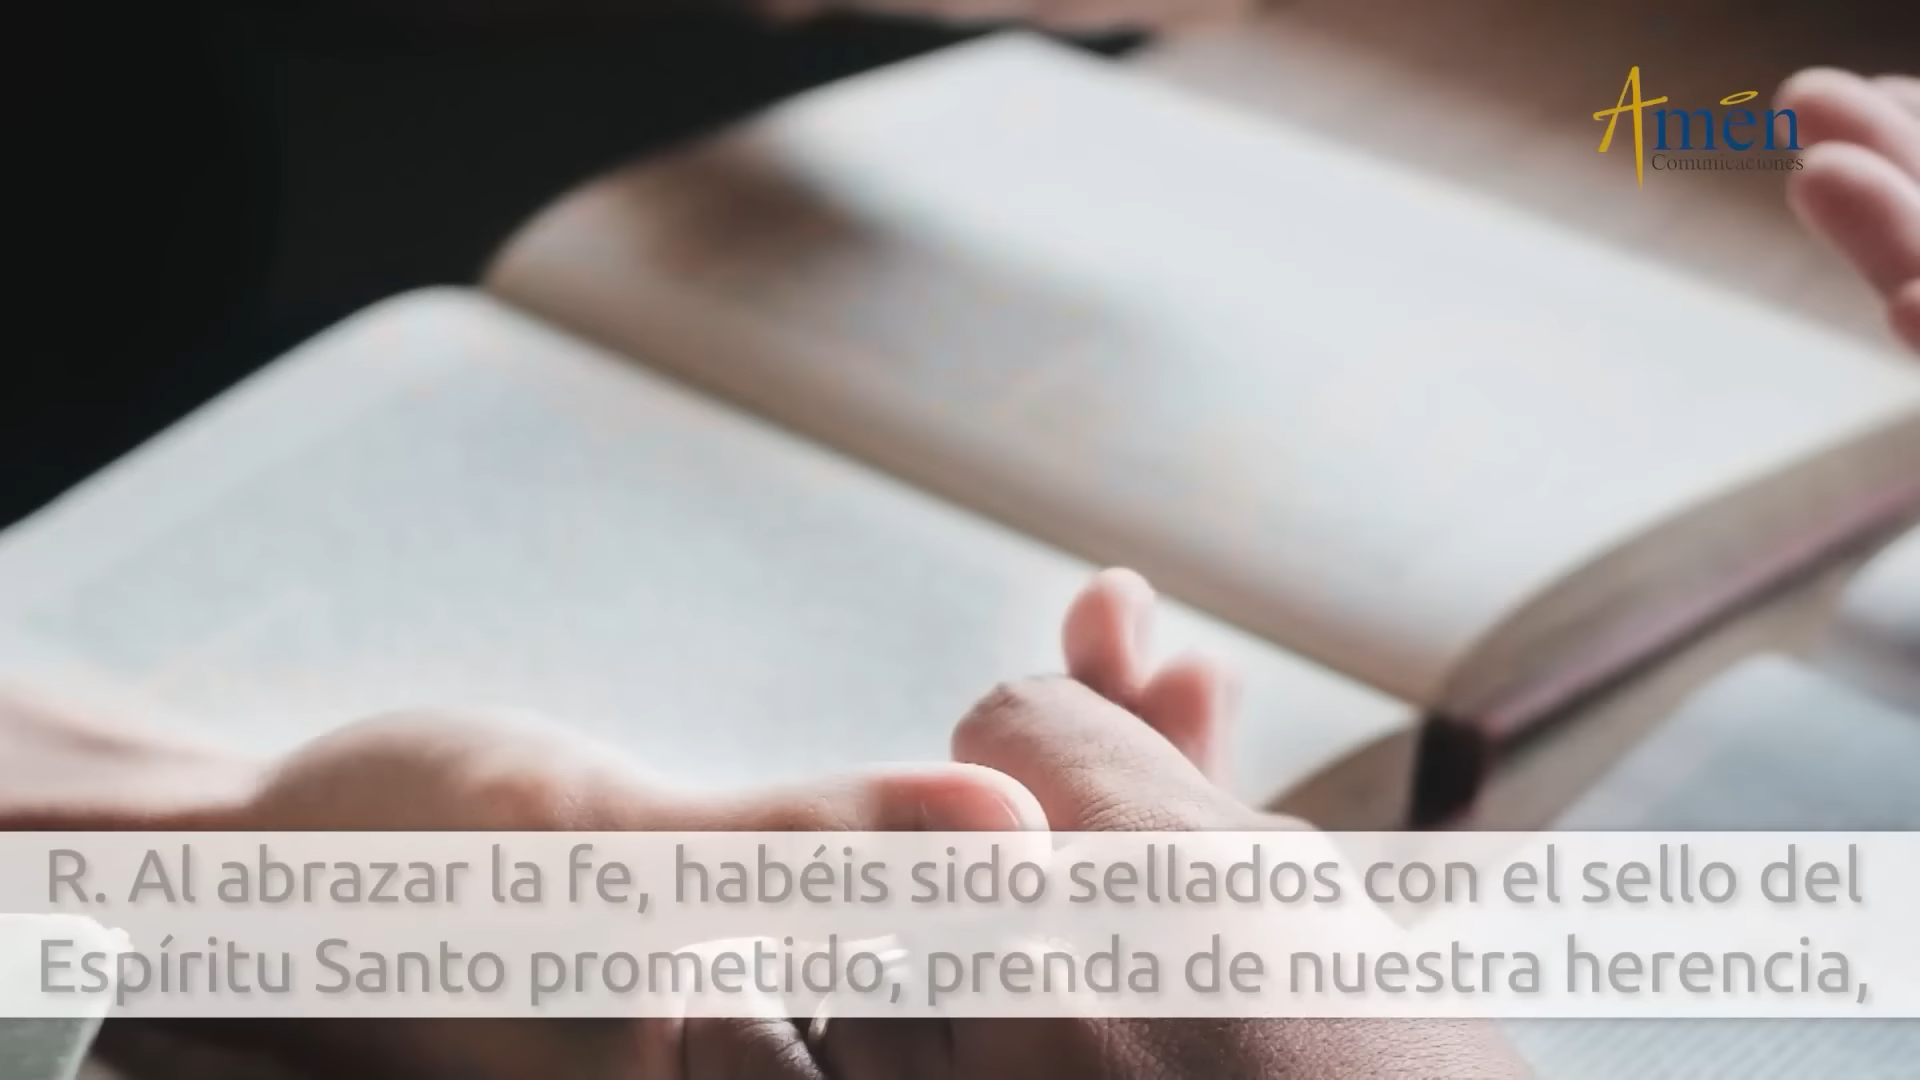 Amén
Comunicaciones
R. Al abrazar la fe, habéis sido sellados con el sello del
Espíritu Santo prometido, prenda de nuestra herencia,